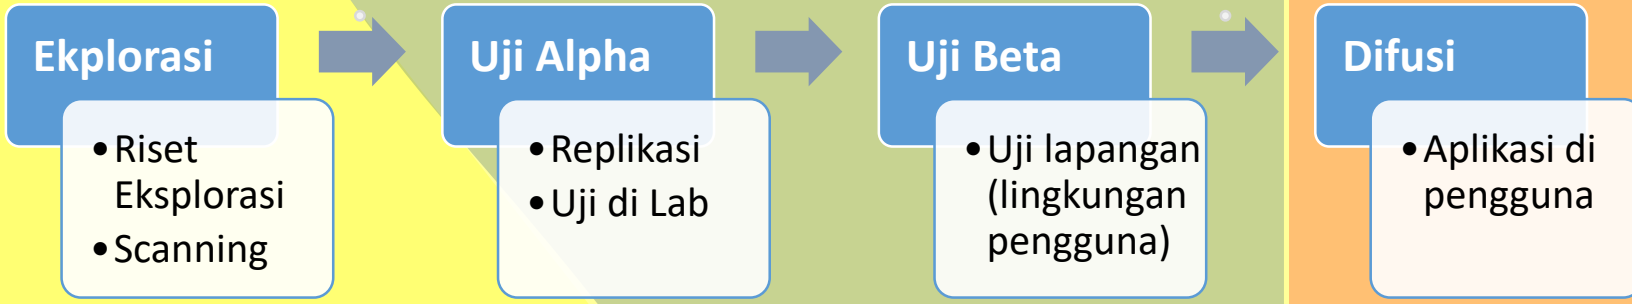 Ekplorasi
• Riset
Eksplorasi
• Scanning
Uji Alpha
• Replikasi
• Uji di Lab
Uji Beta
• Uji lapangan
(lingkungan
pengguna)
Difusi
• Aplikasi di
pengguna